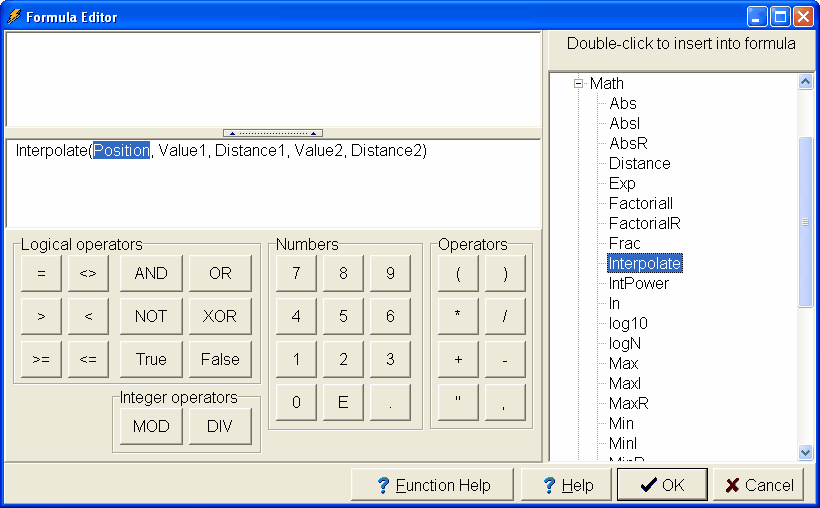 Formula Editor
Double-click to insert into formula
Interpolate(Position, Value1, Distance1, Value2, Distance2)
Logical operators
= <> AND OR
> < NOT XOR
>= <= True False
Integer operators
MOD DIV
Numbers
7 8 9
4 5 6
1 2 3
0 E .
Operators
( )
* /
+ -
" ,
Math
Abs
AbsI
AbsR
Distance
Exp
FactorialI
FactorialR
Frac
Interpolate
IntPower
ln
log10
logN
Max
MaxI
MaxR
Min
MinI
MinR
? Function Help
? Help
OK
Cancel